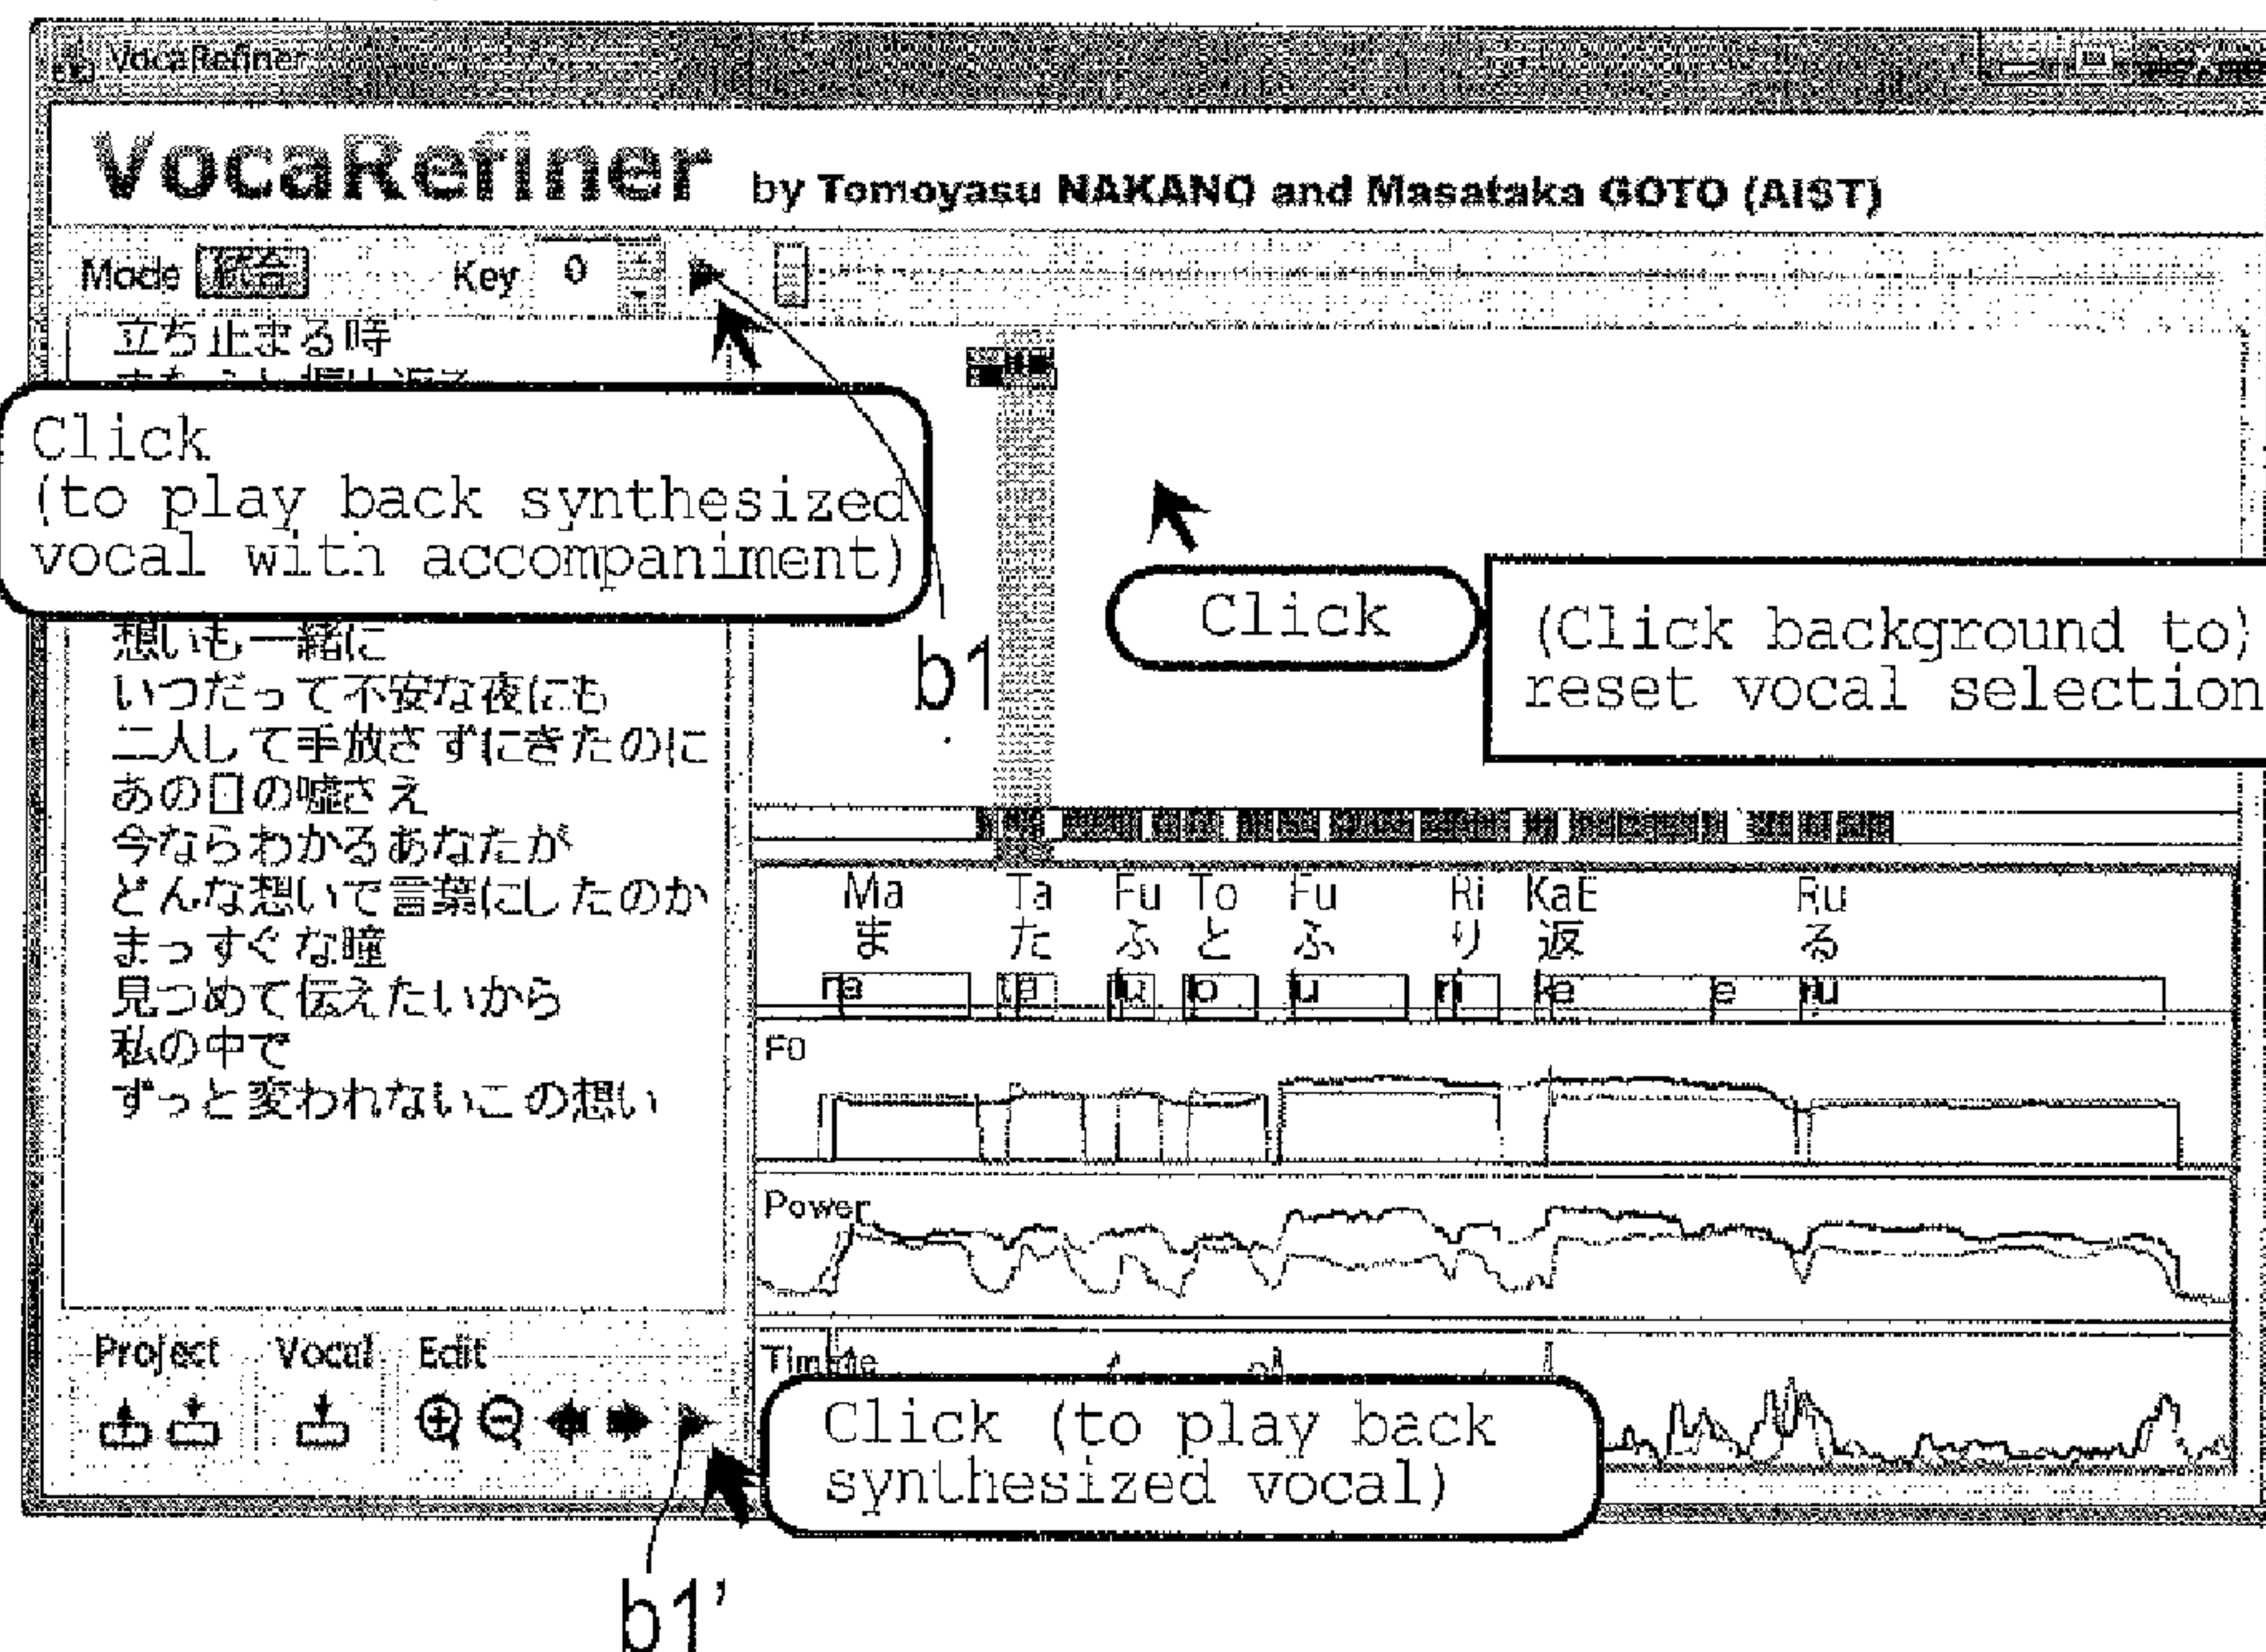 VocaRefiner
VocaRefiner by Tomoyasu NAKANO and Masataka GOTO (AIST)
Mode 統合 Key 0
立ち止まる時
Click
(to play back synthesized
vocal with accompaniment)
b1
Click
(Click background to)
reset vocal selection
想いも一緒に
いつだって不安な夜にも
二人して手放さずにきたのに
あの日の嘘さえ
今ならわかるあなたが
どんな想いで言葉にしたのか
まっすぐな瞳
見つめて伝えたいから
私の中で
ずっと変われないこの想い
Ma Ta Fu To Fu Ri KaE Ru
ま た ふ と ふ り 返 る
F0
Power
Project Vocal Edit
Click (to play back
synthesized vocal)
b1’